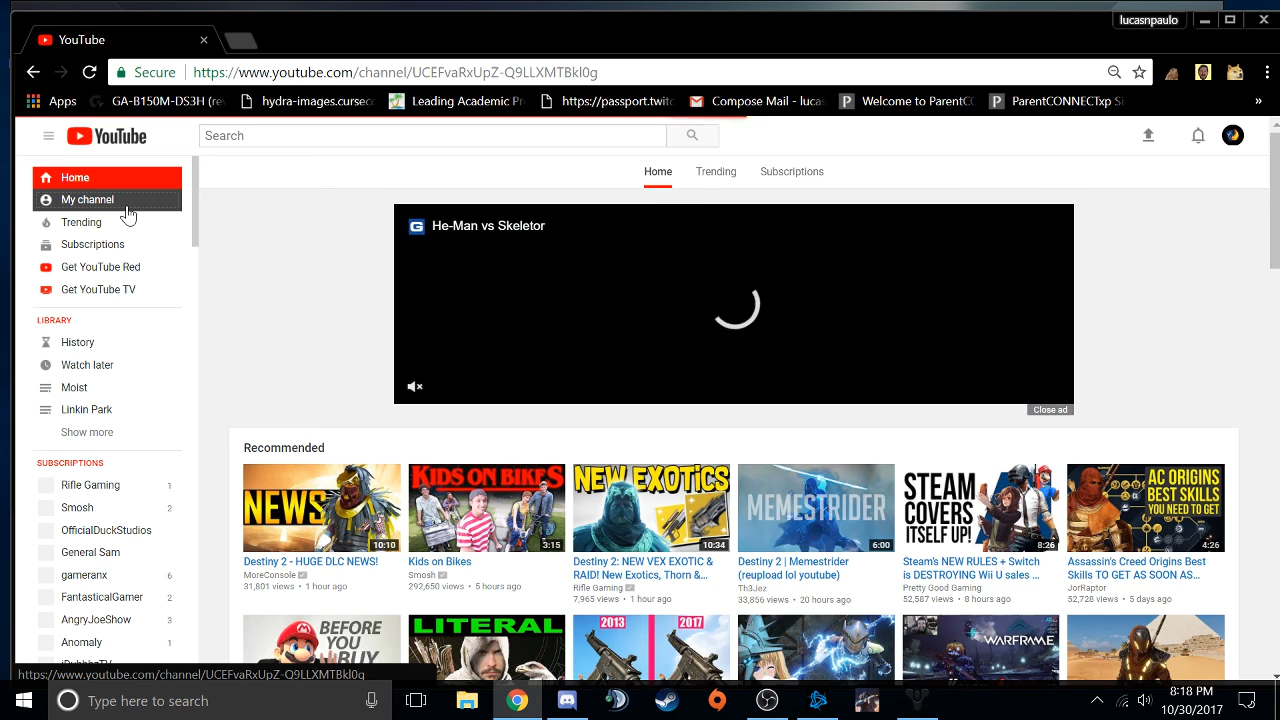 lucasnpaulo
YouTube
Secure
https://www.youtube.com/channel/UCEFvaRxUpZ-Q9LLXMTBkl0g
Apps
GA-B150M-DS3H (rev
hydra-images.cursec
Leading Academic Pr
https://passport.twitc
Compose Mail - lucas
Welcome to ParentCO
ParentCONNECTxp Si
»
YouTube
Search
Home
My channel
Trending
Subscriptions
Get YouTube Red
Get YouTube TV
LIBRARY
History
Watch later
Moist
Linkin Park
Show more
SUBSCRIPTIONS
Rifle Gaming 1
Smosh 2
OfficialDuckStudios
General Sam
gameranx 6
FantasticalGamer 2
AngryJoeShow 3
Anomaly 1
Home Trending Subscriptions
G He-Man vs Skeletor
Close ad
Recommended
NEWS
10:10
Destiny 2 - HUGE DLC NEWS!
MoreConsole
31,801 views • 1 hour ago
KIDS ON BIKES
3:15
Kids on Bikes
Smosh
292,650 views • 5 hours ago
NEW EXOTICS
10:34
Destiny 2: NEW VEX EXOTIC &
RAID! New Exotics, Thorn &...
Rifle Gaming
7,965 views • 1 hour ago
MEMESTRIDER
6:00
Destiny 2 | Memestrider
(reupload lol youtube)
Th3Jez
33,856 views • 20 hours ago
STEAM
COVERS
ITSELF UP!
8:26
Steam's NEW RULES + Switch
is DESTROYING Wii U sales ...
Pretty Good Gaming
52,587 views • 8 hours ago
AC ORIGINS
BEST SKILLS
YOU NEED TO GET
4:26
Assassin's Creed Origins Best
Skills TO GET AS SOON AS...
JorRaptor
52,728 views • 5 days ago
BEFORE
YOU
BUY
LITERAL
2013 2017
WARFRAME
https://www.youtube.com/channel/UCEFvaRxUpZ-Q9LLXMTBkl0g
Type here to search
8:18 PM
10/30/2017